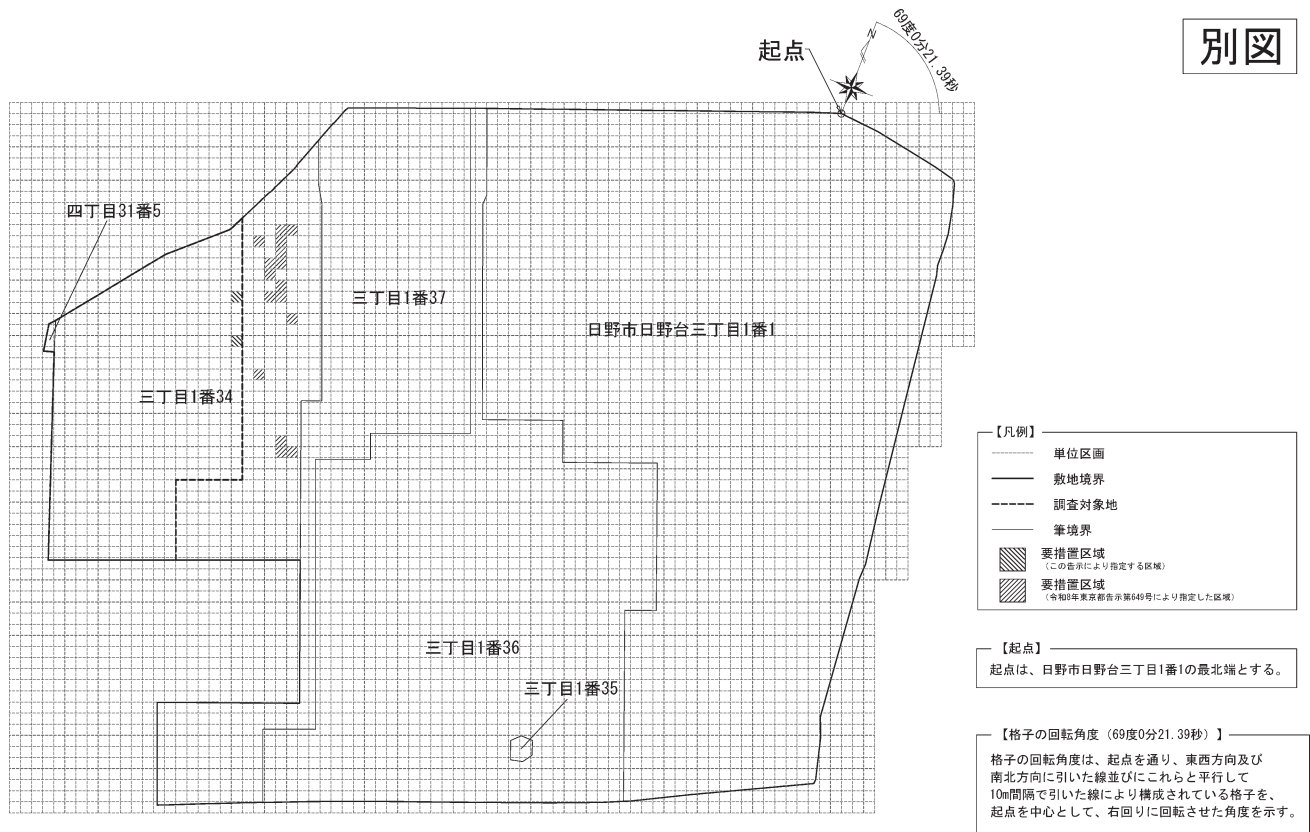 別図
起点
N
69度0分21.39秒
四丁目31番5
三丁目1番37
日野市日野台三丁目1番1
三丁目1番34
三丁目1番36
三丁目1番35
【凡例】
単位区画
敷地境界
調査対象地
筆境界
要措置区域
（この告示により指定する区域）
要措置区域
（令和8年東京都告示第649号により指定した区域）
【起点】
起点は、日野市日野台三丁目1番1の最北端とする。
【格子の回転角度（69度0分21.39秒）】
格子の回転角度は、起点を通り、東西方向及び
南北方向に引いた線並びにこれらと平行して
10m間隔で引いた線により構成されている格子を、
起点を中心として、右回りに回転させた角度を示す。